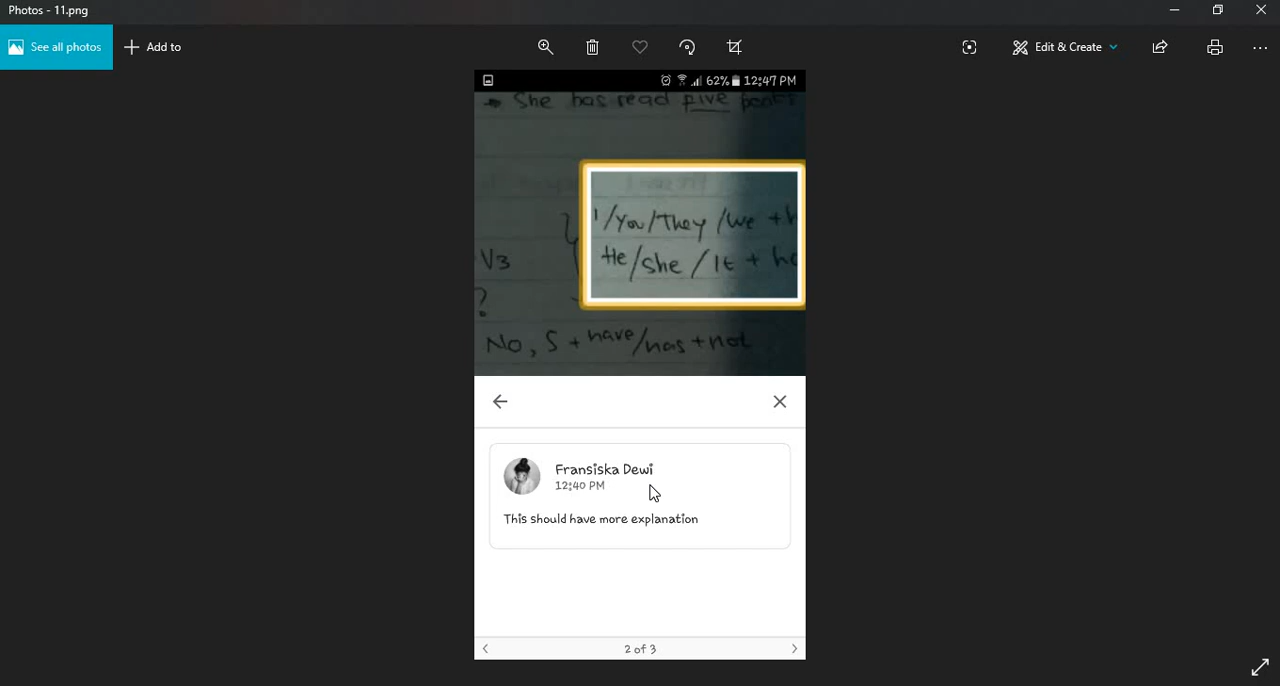 Photos - 11.png
See all photos
Add to
Edit & Create
62% 12:47 PM
She has read five
I/You/They/We +
V3
He/She/It + ha
?
No, S + have/has + not
Fransiska Dewi
12:40 PM
This should have more explanation
2 of 3